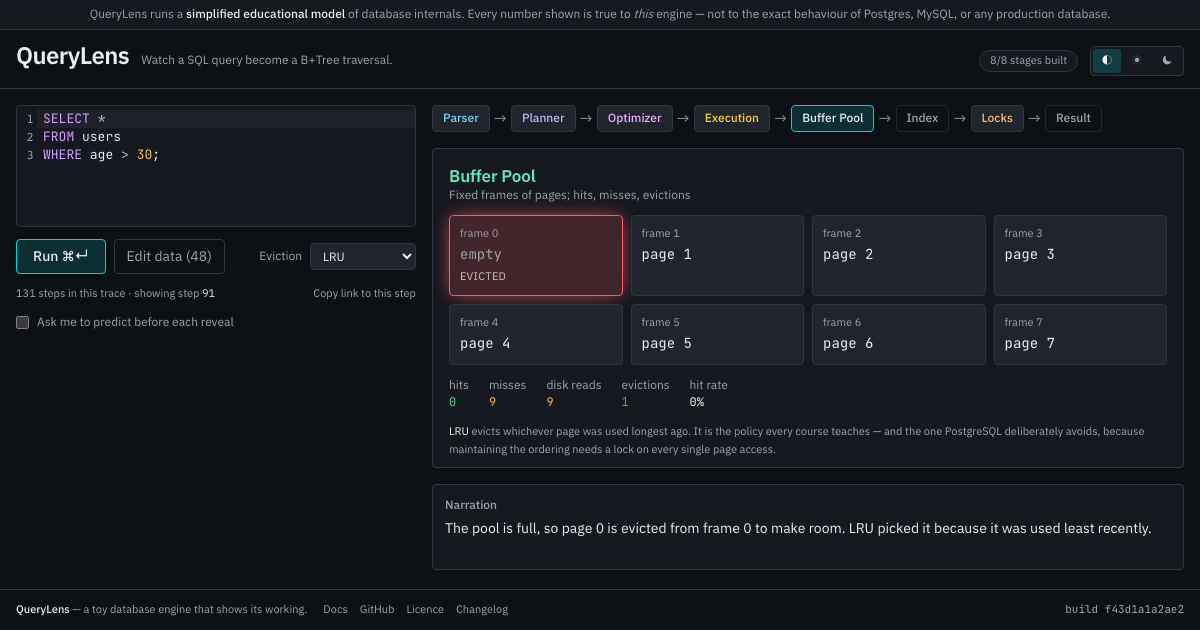 QueryLens runs a simplified educational model of database internals. Every number shown is true to this engine — not to the exact behaviour of Postgres, MySQL, or any production database.
QueryLens Watch a SQL query become a B+Tree traversal.
8/8 stages built
1 SELECT *
2 FROM users
3 WHERE age > 30;
Run ⌘↵
Edit data (48)
Eviction
LRU
131 steps in this trace · showing step 91
Copy link to this step
Ask me to predict before each reveal
Parser → Planner → Optimizer → Execution → Buffer Pool → Index → Locks → Result
Buffer Pool
Fixed frames of pages; hits, misses, evictions
frame 0
empty
EVICTED
frame 1
page 1
frame 2
page 2
frame 3
page 3
frame 4
page 4
frame 5
page 5
frame 6
page 6
frame 7
page 7
hits misses disk reads evictions hit rate
0 9 9 1 0%
LRU evicts whichever page was used longest ago. It is the policy every course teaches — and the one PostgreSQL deliberately avoids, because
maintaining the ordering needs a lock on every single page access.
Narration
The pool is full, so page 0 is evicted from frame 0 to make room. LRU picked it because it was used least recently.
QueryLens — a toy database engine that shows its working. Docs GitHub Licence Changelog
build f43d1a1a2ae2